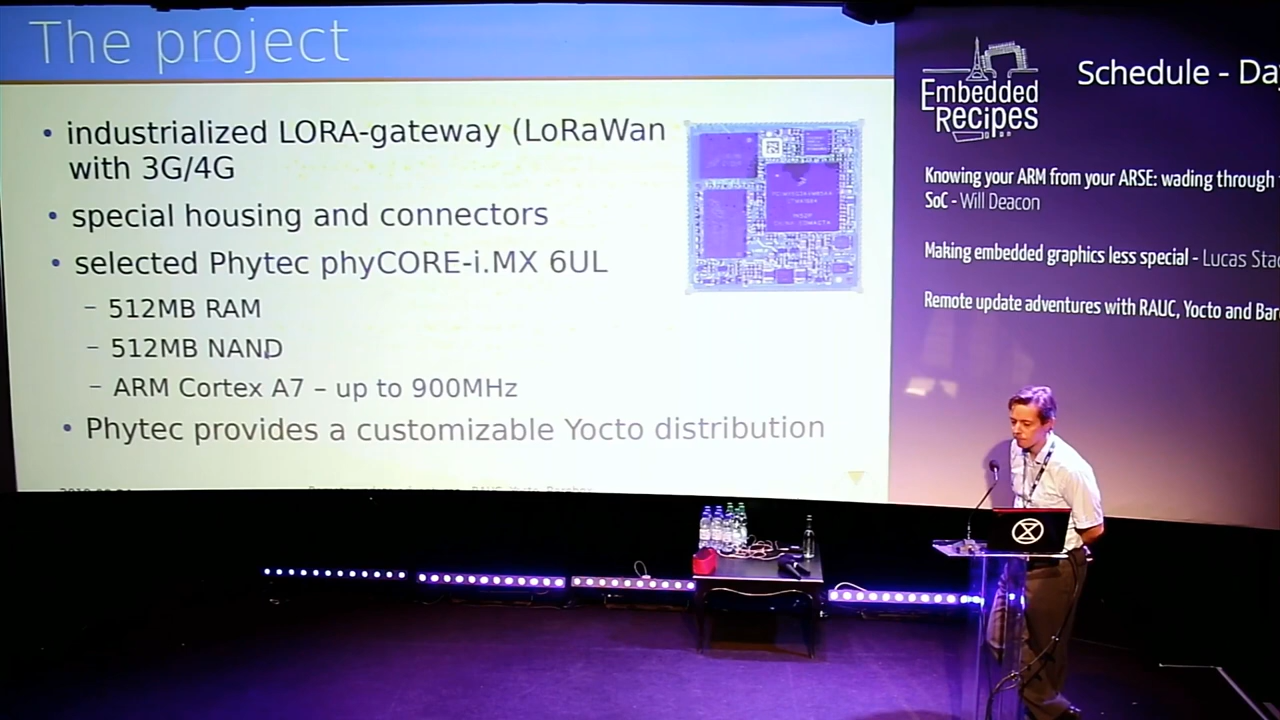 The project
• industrialized LORA-gateway (LoRaWan
with 3G/4G
• special housing and connectors
• selected Phytec phyCORE-i.MX 6UL
– 512MB RAM
– 512MB NAND
– ARM Cortex A7 – up to 900MHz
• Phytec provides a customizable Yocto distribution
Embedded
Recipes
Schedule - Da
Knowing your ARM from your ARSE: wading through
SoC - Will Deacon
Making embedded graphics less special - Lucas Stac
Remote update adventures with RAUC, Yocto and Bar